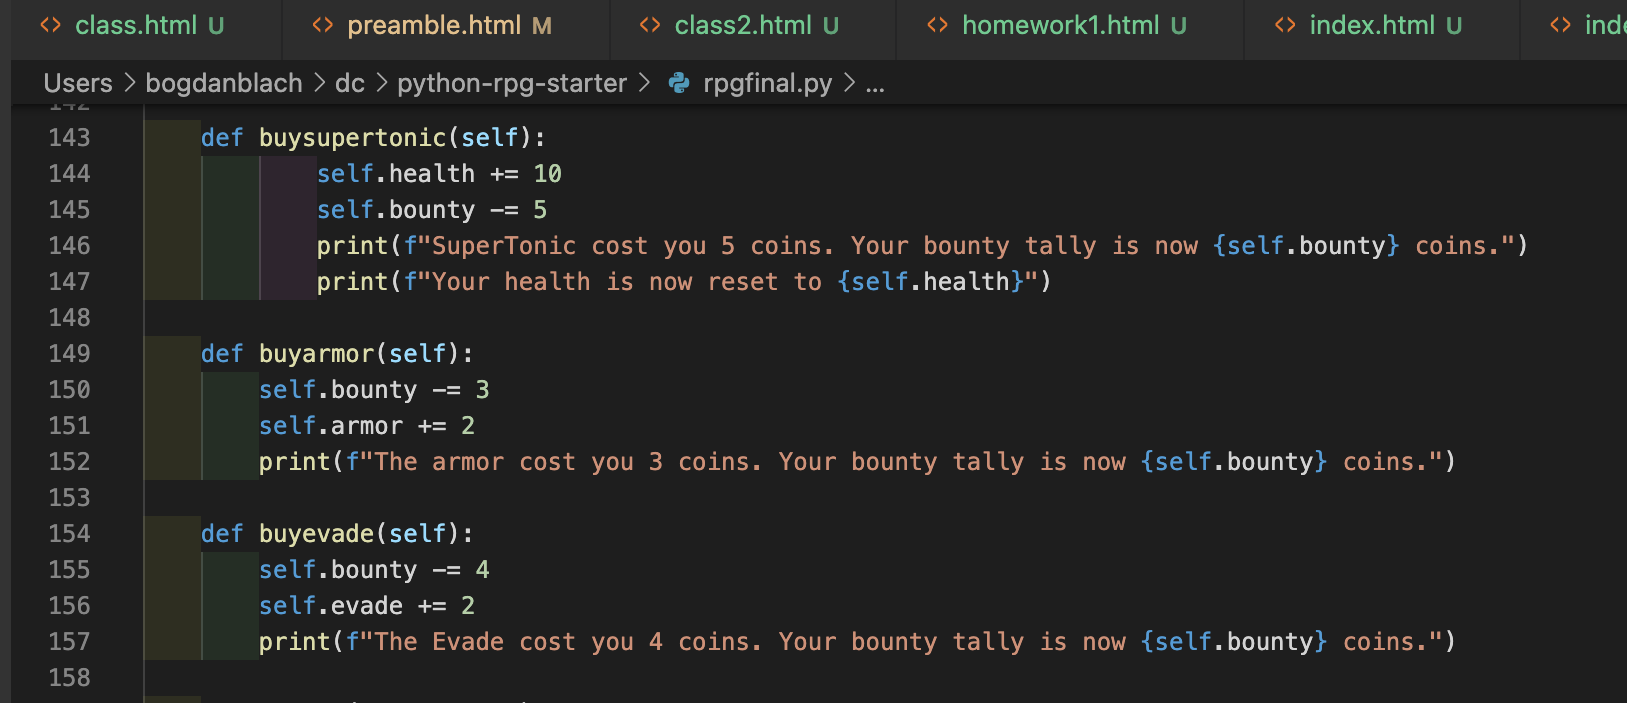 class.html U preamble.html M class2.html U homework1.html U index.html U
Users > bogdanblach > dc > python-rpg-starter > rpgfinal.py > ...
142
143 def buysupertonic(self):
144 self.health += 10
145 self.bounty -= 5
146 print(f"SuperTonic cost you 5 coins. Your bounty tally is now {self.bounty} coins.")
147 print(f"Your health is now reset to {self.health}")
148
149 def buyarmor(self):
150 self.bounty -= 3
151 self.armor += 2
152 print(f"The armor cost you 3 coins. Your bounty tally is now {self.bounty} coins.")
153
154 def buyevade(self):
155 self.bounty -= 4
156 self.evade += 2
157 print(f"The Evade cost you 4 coins. Your bounty tally is now {self.bounty} coins.")
158